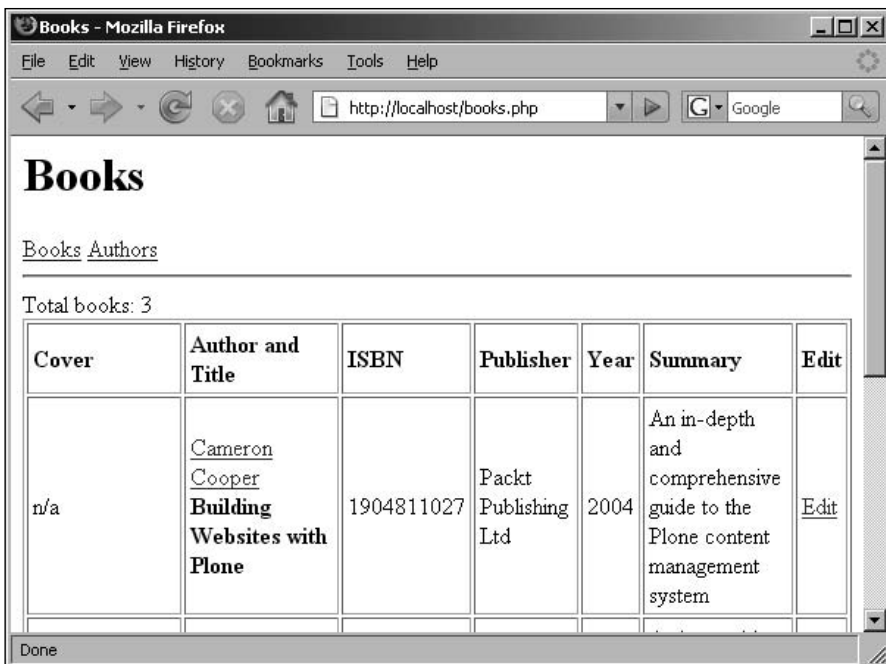 Books - Mozilla Firefox
File Edit View History Bookmarks Tools Help
http://localhost/books.php G Google
Books
Books Authors
Total books: 3
Cover Author and Title ISBN Publisher Year Summary Edit
n/a Cameron Cooper Building Websites with Plone 1904811027 Packt Publishing Ltd 2004 An in-depth and comprehensive guide to the Plone content management system Edit
Done